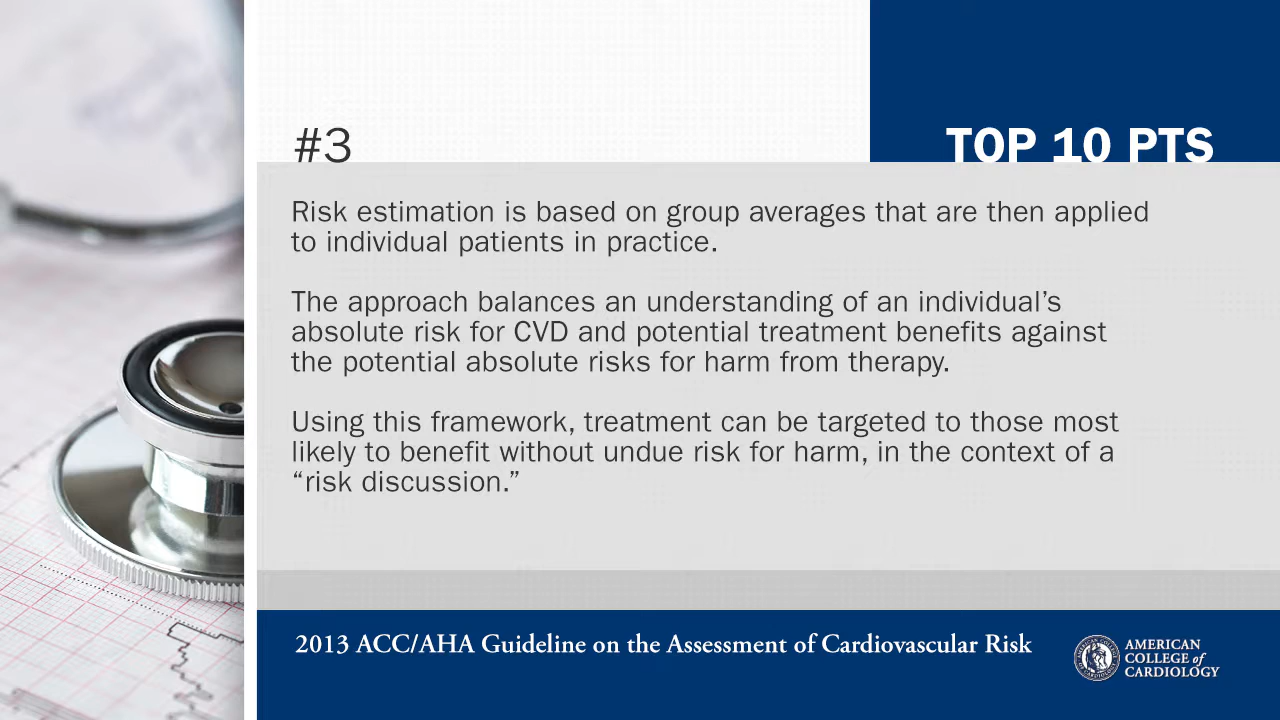 #3
TOP 10 PTS
Risk estimation is based on group averages that are then applied
to individual patients in practice.
The approach balances an understanding of an individual’s
absolute risk for CVD and potential treatment benefits against
the potential absolute risks for harm from therapy.
Using this framework, treatment can be targeted to those most
likely to benefit without undue risk for harm, in the context of a
“risk discussion.”
2013 ACC/AHA Guideline on the Assessment of Cardiovascular Risk
AMERICAN
COLLEGE of
CARDIOLOGY